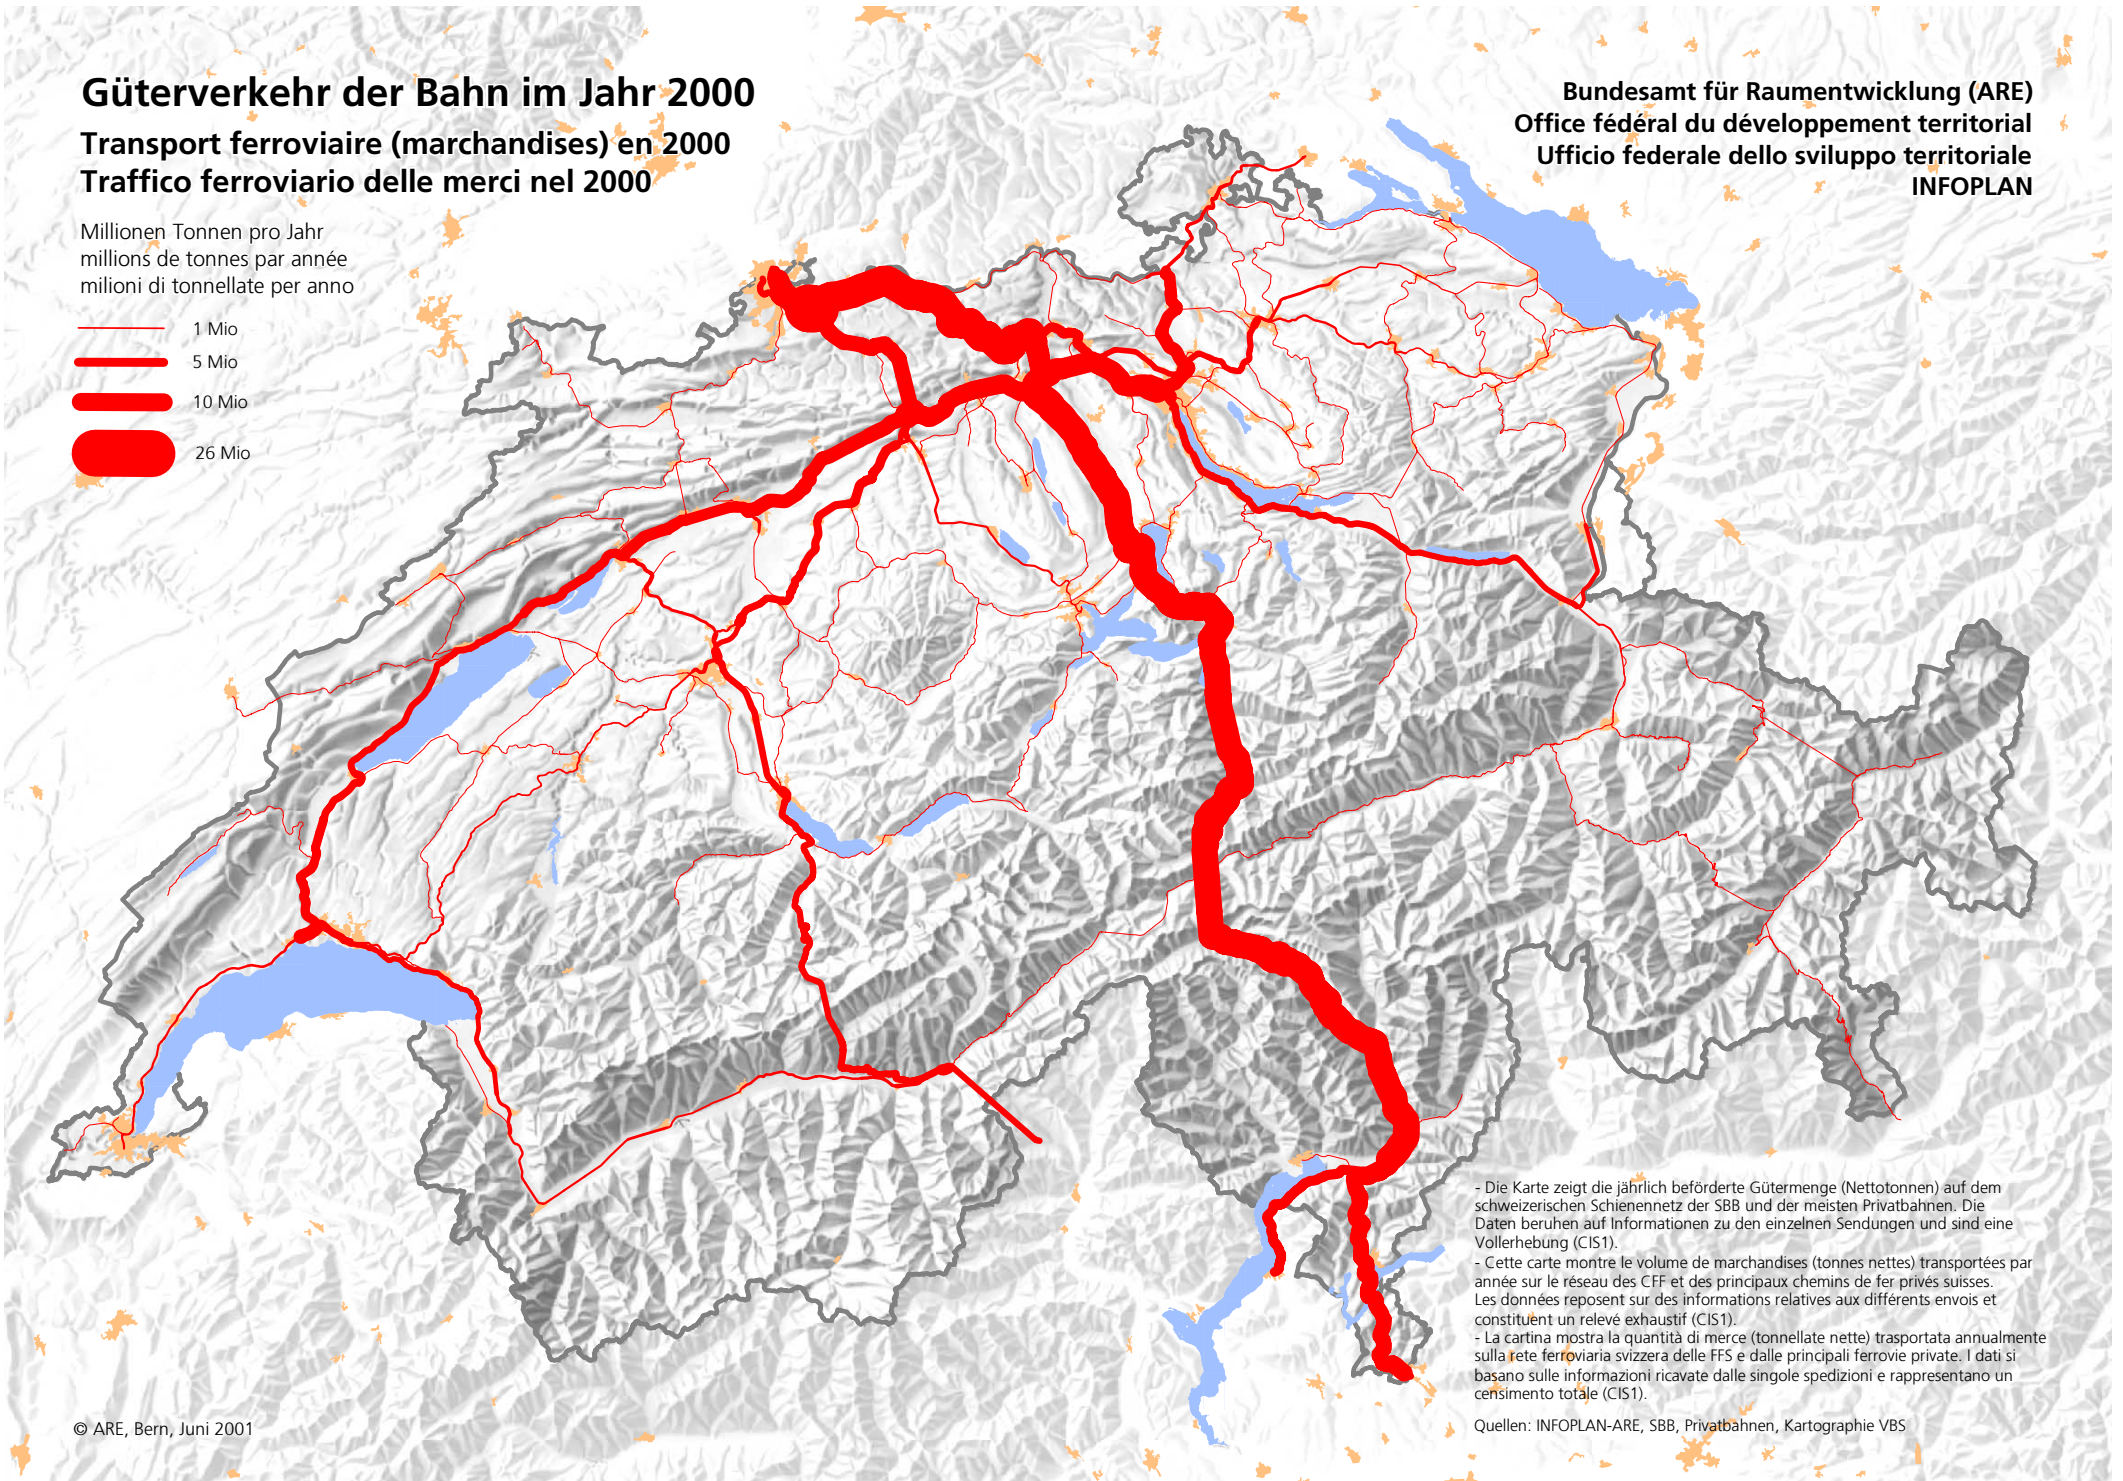 Güterverkehr der Bahn im Jahr 2000
Transport ferroviaire (marchandises) en 2000
Traffico ferroviario delle merci nel 2000
Millionen Tonnen pro Jahr
millions de tonnes par année
milioni di tonnellate per anno
1 Mio
5 Mio
10 Mio
26 Mio
Bundesamt für Raumentwicklung (ARE)
Office fédéral du développement territorial
Ufficio federale dello sviluppo territoriale
INFOPLAN
- Die Karte zeigt die jährlich beförderte Gütermenge (Nettotonnen) auf dem
schweizerischen Schienennetz der SBB und der meisten Privatbahnen. Die
Daten beruhen auf Informationen zu den einzelnen Sendungen und sind eine
Vollerhebung (CIS1).
- Cette carte montre le volume de marchandises (tonnes nettes) transportées par
année sur le réseau des CFF et des principaux chemins de fer privés suisses.
Les données reposent sur des informations relatives aux différents envois et
constituent un relevé exhaustif (CIS1).
- La cartina mostra la quantità di merce (tonnellate nette) trasportata annualmente
sulla rete ferroviaria svizzera delle FFS e dalle principali ferrovie private. I dati si
basano sulle informazioni ricavate dalle singole spedizioni e rappresentano un
censimento totale (CIS1).
Quellen: INFOPLAN-ARE, SBB, Privatbahnen, Kartographie VBS
© ARE, Bern, Juni 2001